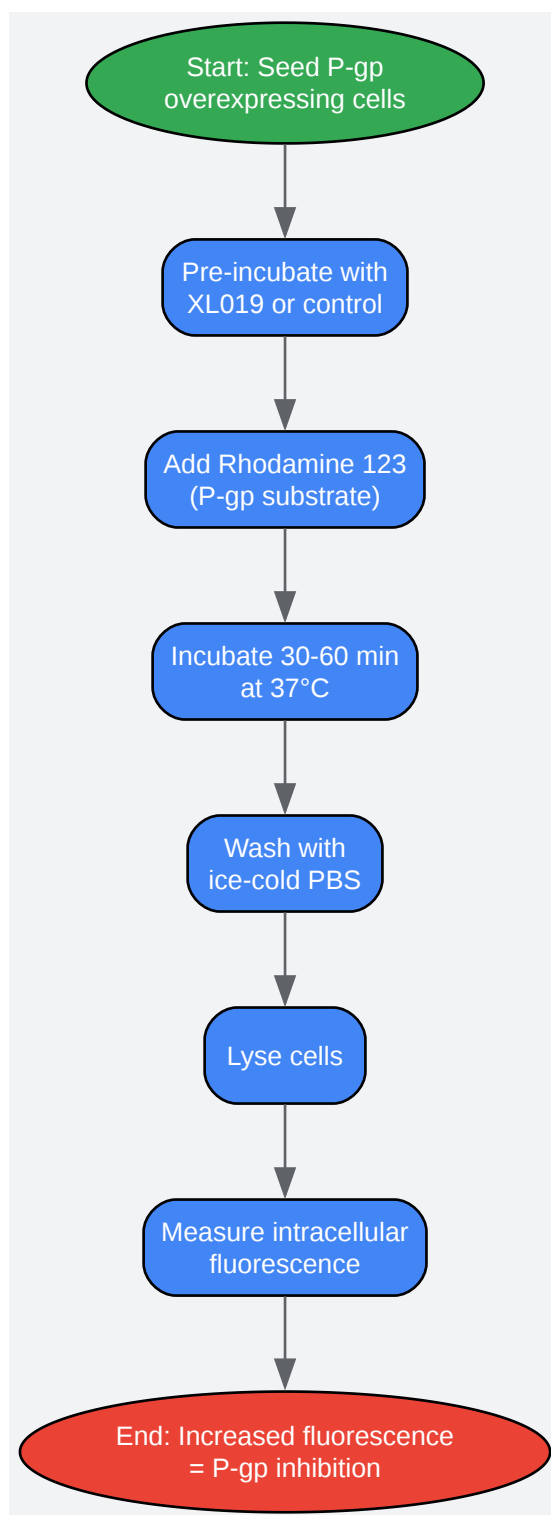 Start: Seed P-gp
overexpressing cells
Pre-incubate with
XL019 or control
Add Rhodamine 123
(P-gp substrate)
Incubate 30-60 min
at 37°C
Wash with
ice-cold PBS
Lyse cells
Measure intracellular
fluorescence
End: Increased fluorescence
= P-gp inhibition